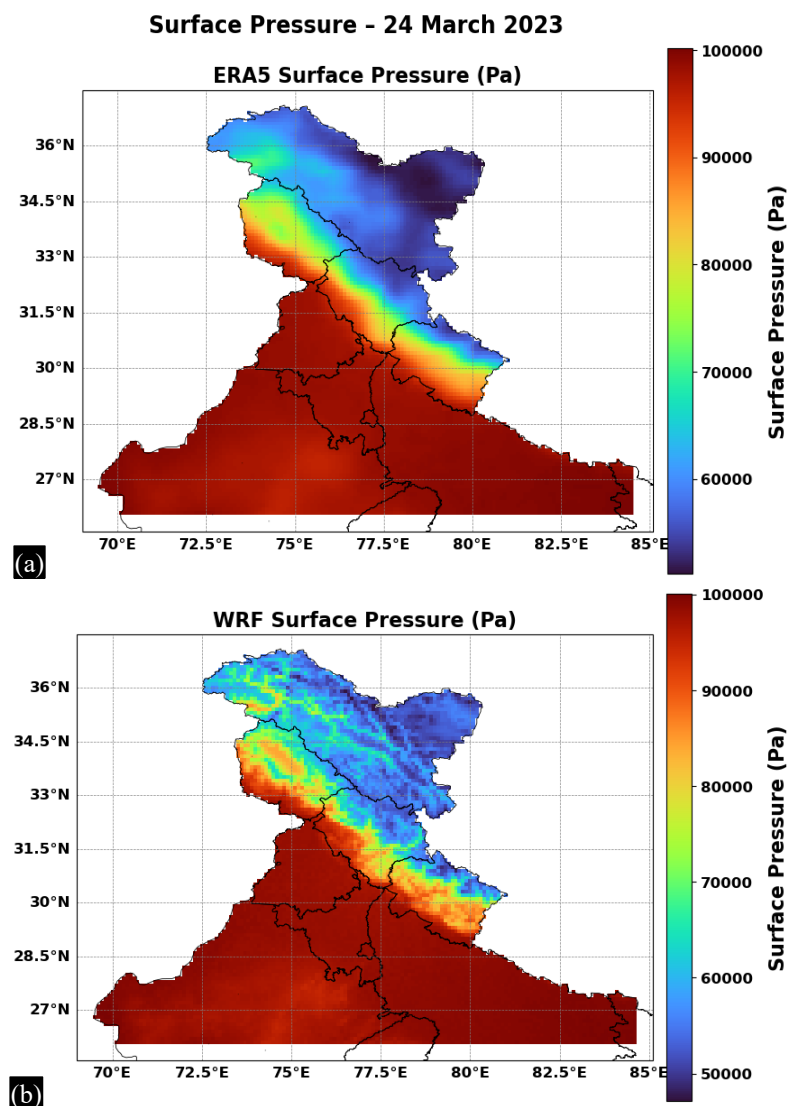 Surface Pressure – 24 March 2023
ERA5 Surface Pressure (Pa)
100000
90000
80000
70000
60000
Surface Pressure (Pa)
36°N
34.5°N
33°N
31.5°N
30°N
28.5°N
27°N
70°E 72.5°E 75°E 77.5°E 80°E 82.5°E 85°E
(a)
WRF Surface Pressure (Pa)
100000
90000
80000
70000
60000
50000
Surface Pressure (Pa)
36°N
34.5°N
33°N
31.5°N
30°N
28.5°N
27°N
70°E 72.5°E 75°E 77.5°E 80°E 82.5°E 85°E
(b)